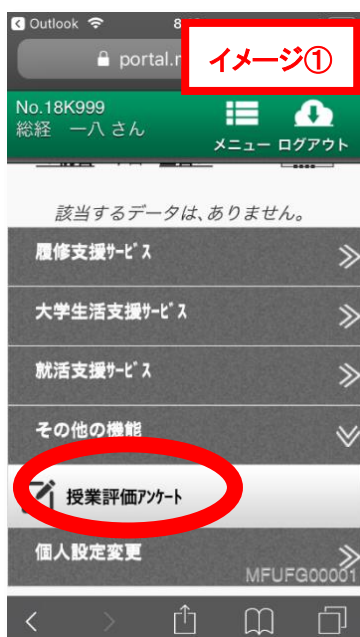 Outlook
portal.
イメージ①
No.18K999
総経 一八 さん
メニュー ログアウト
該当するデータは、ありません。
履修支援ｻｰﾋﾞｽ
大学生活支援ｻｰﾋﾞｽ
就活支援ｻｰﾋﾞｽ
その他の機能
授業評価ｱﾝｹｰﾄ
個人設定変更
MFUFG00001